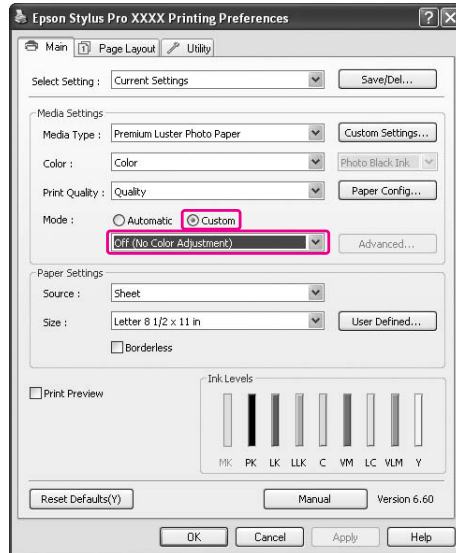 Epson Stylus Pro XXXX Printing Preferences
Main Page Layout Utility
Select Setting : Current Settings Save/Del...
Media Settings
Media Type : Premium Luster Photo Paper Custom Settings...
Color : Color Photo Black Ink
Print Quality : Quality Paper Config...
Mode : Automatic Custom
Off (No Color Adjustment) Advanced...
Paper Settings
Source : Sheet
Size : Letter 8 1/2 x 11 in User Defined...
Borderless
Print Preview
Ink Levels
MK PK LK LLK C VM LC VLM Y
Reset Defaults(Y) Manual Version 6.60
OK Cancel Apply Help